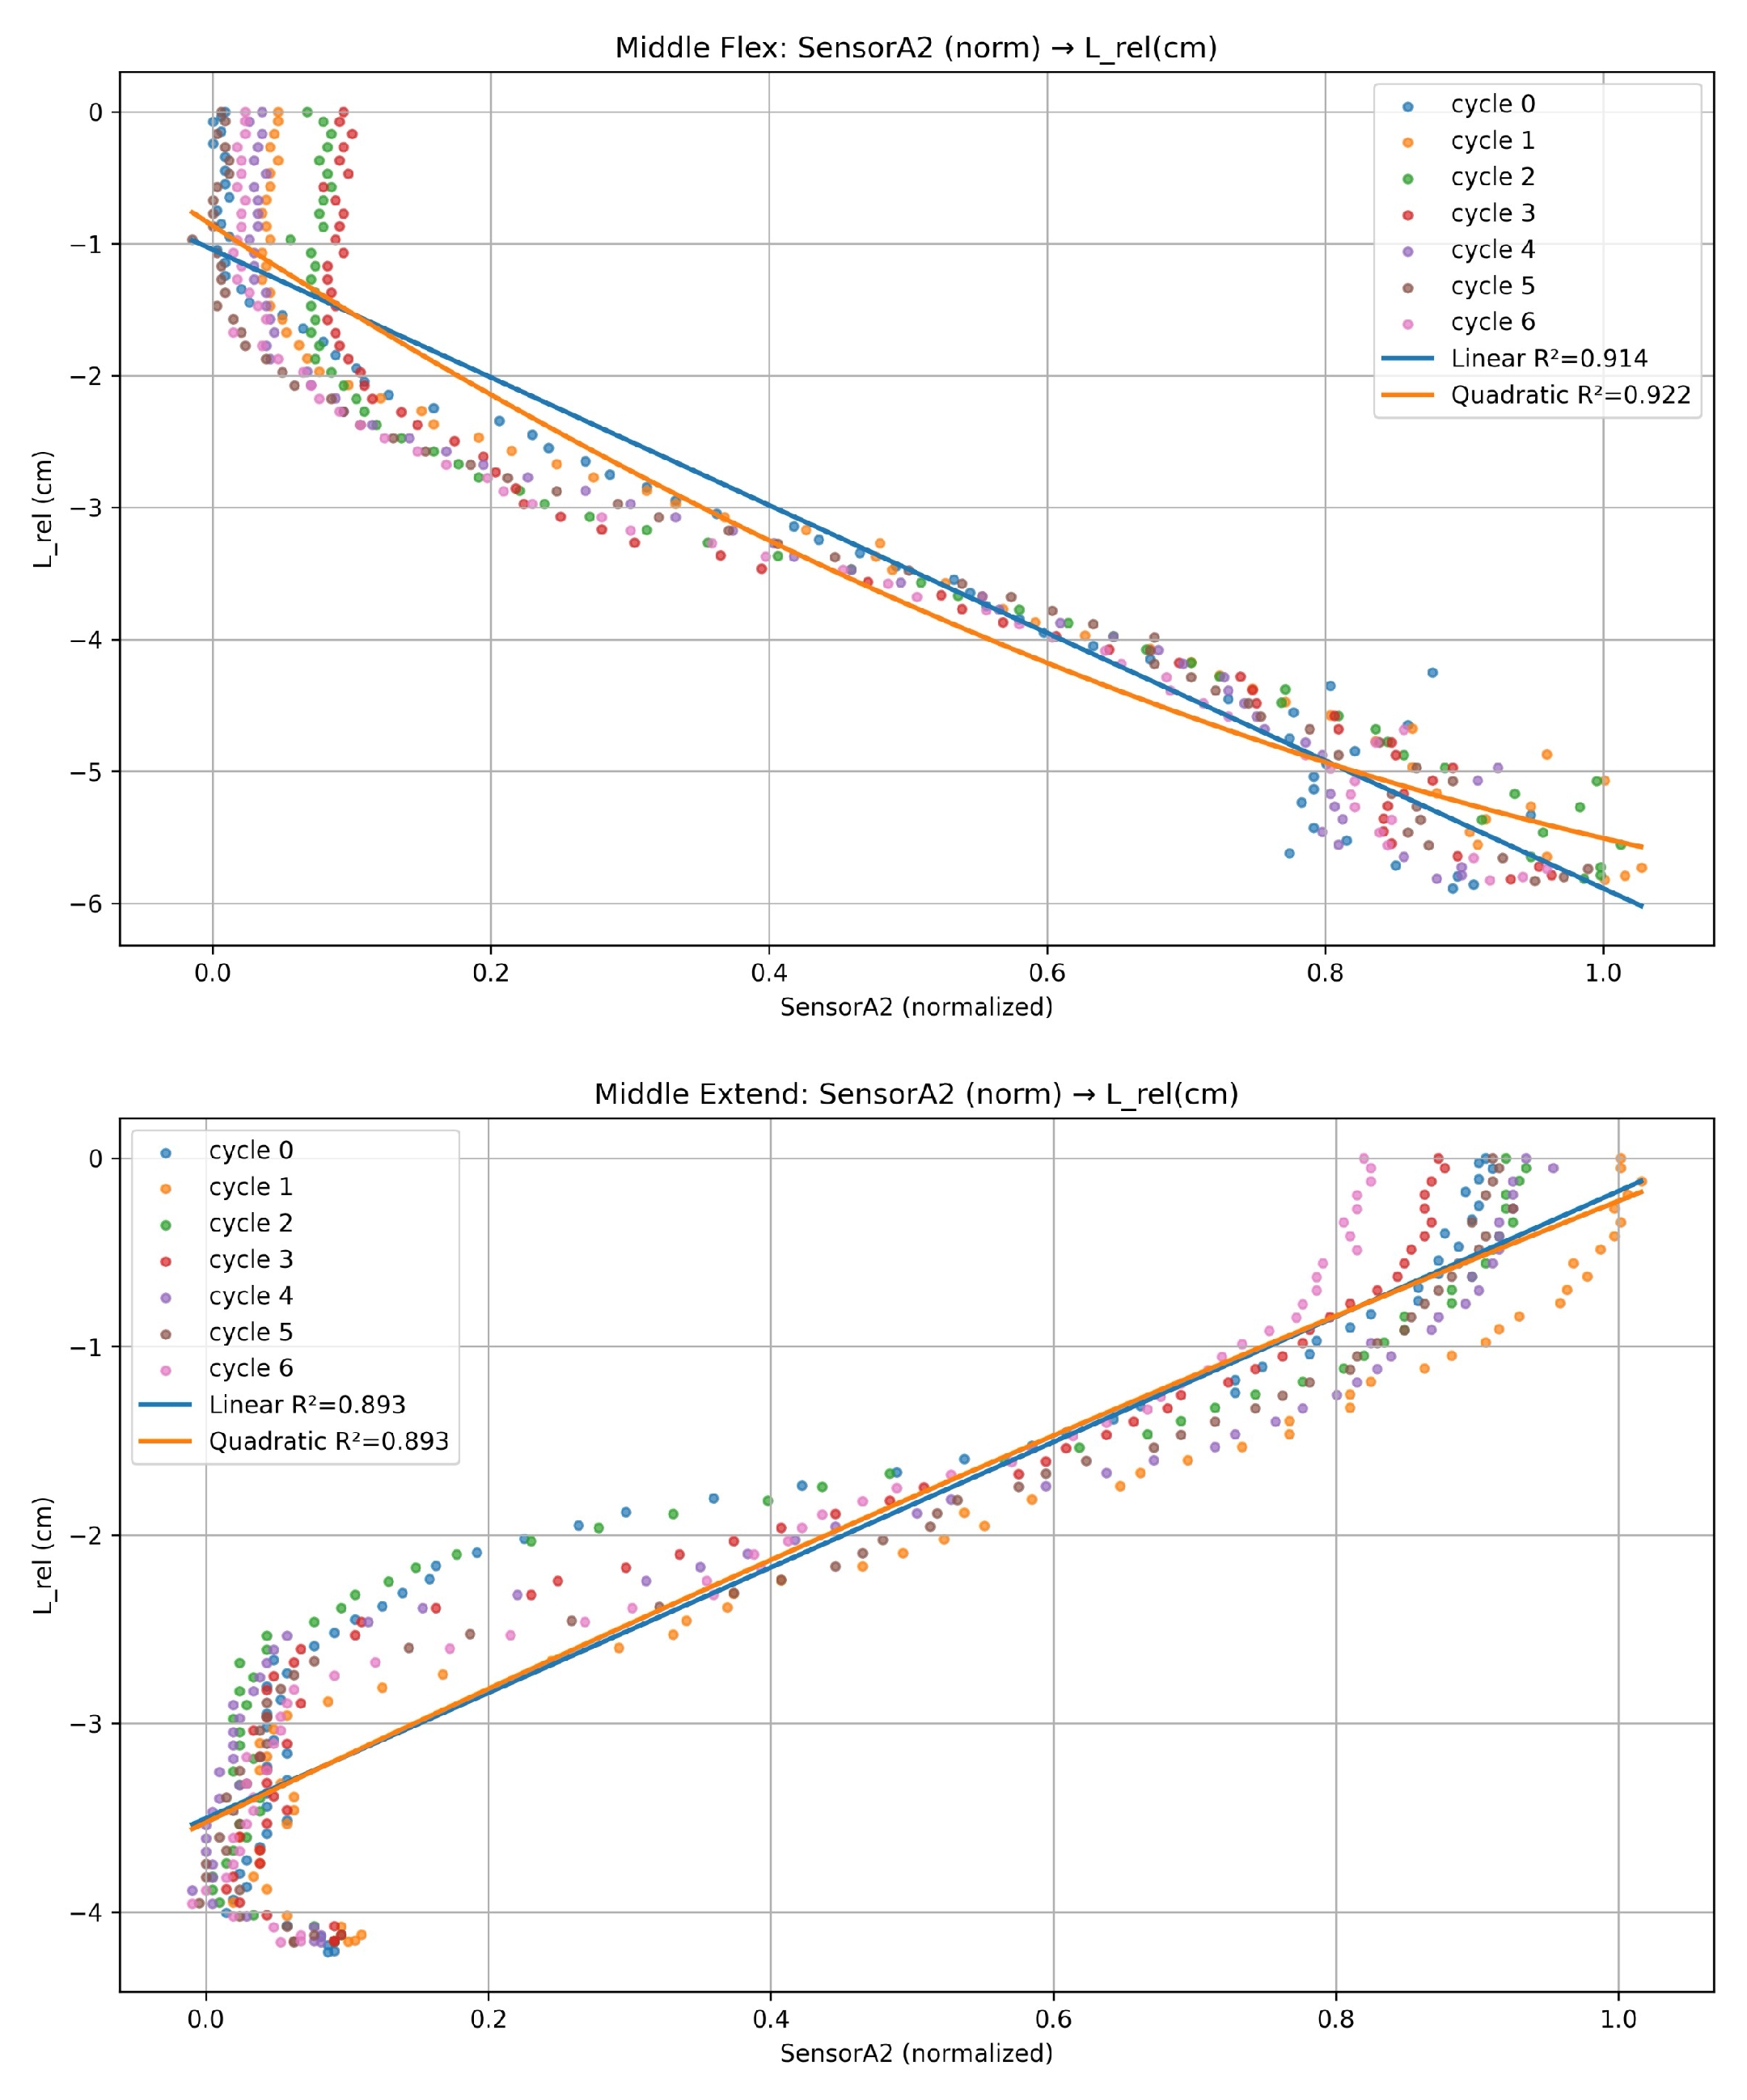 Middle Flex: SensorA2 (norm) → L_rel(cm)
L_rel (cm)
0
−1
−2
−3
−4
−5
−6
cycle 0
cycle 1
cycle 2
cycle 3
cycle 4
cycle 5
cycle 6
Linear R²=0.914
Quadratic R²=0.922
0.0 0.2 0.4 0.6 0.8 1.0
SensorA2 (normalized)
Middle Extend: SensorA2 (norm) → L_rel(cm)
L_rel (cm)
0
−1
−2
−3
−4
cycle 0
cycle 1
cycle 2
cycle 3
cycle 4
cycle 5
cycle 6
Linear R²=0.893
Quadratic R²=0.893
0.0 0.2 0.4 0.6 0.8 1.0
SensorA2 (normalized)